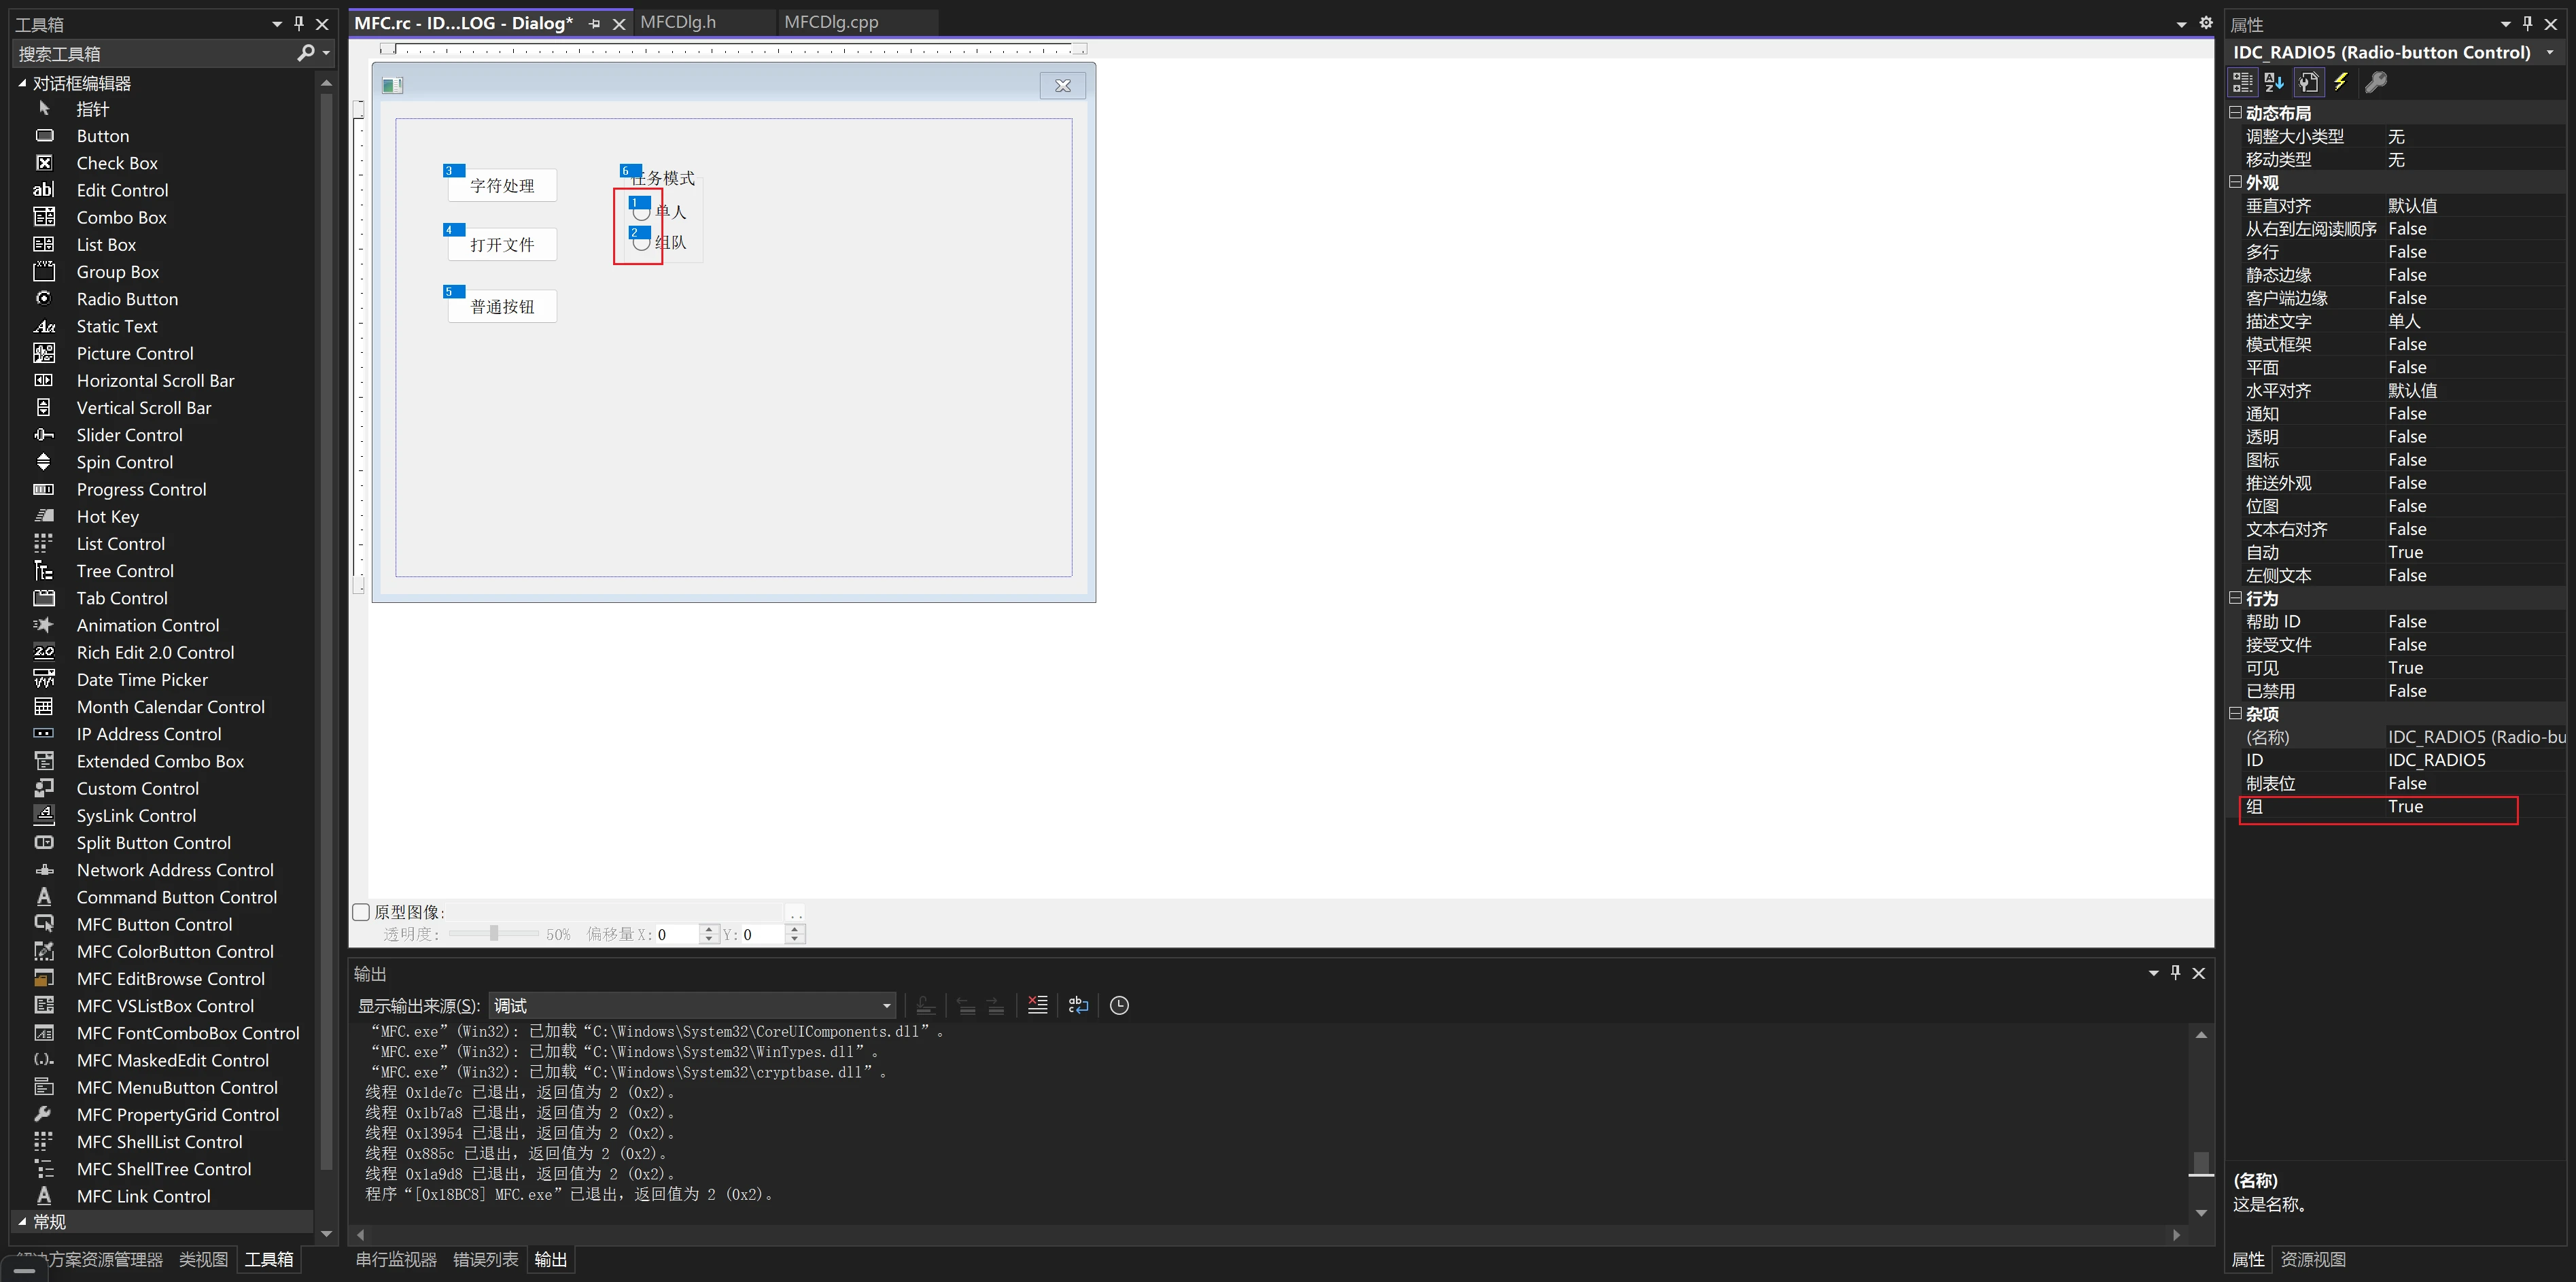 工具箱
搜索工具箱
对话框编辑器
指针
Button
Check Box
Edit Control
Combo Box
List Box
Group Box
Radio Button
Static Text
Picture Control
Horizontal Scroll Bar
Vertical Scroll Bar
Slider Control
Spin Control
Progress Control
Hot Key
List Control
Tree Control
Tab Control
Animation Control
Rich Edit 2.0 Control
Date Time Picker
Month Calendar Control
IP Address Control
Extended Combo Box
Custom Control
SysLink Control
Split Button Control
Network Address Control
Command Button Control
MFC Button Control
MFC ColorButton Control
MFC EditBrowse Control
MFC VSListBox Control
MFC FontComboBox Control
MFC MaskedEdit Control
MFC MenuButton Control
MFC PropertyGrid Control
MFC ShellList Control
MFC ShellTree Control
MFC Link Control
常规
方案资源管理器 类视图 工具箱
MFC.rc - ID...LOG - Dialog* MFCDlg.h MFCDlg.cpp
3
字符处理
4
打开文件
5
普通按钮
6
任务模式
1
单人
2
组队
原型图像: ..
透明度: 50% 偏移量 X: 0 Y: 0
输出
显示输出来源(S): 调试
“MFC.exe”(Win32): 已加载“C:\Windows\System32\CoreUIComponents.dll”。
“MFC.exe”(Win32): 已加载“C:\Windows\System32\WinTypes.dll”。
“MFC.exe”(Win32): 已加载“C:\Windows\System32\cryptbase.dll”。
线程 0x1de7c 已退出，返回值为 2 (0x2)。
线程 0x1b7a8 已退出，返回值为 2 (0x2)。
线程 0x13954 已退出，返回值为 2 (0x2)。
线程 0x885c 已退出，返回值为 2 (0x2)。
线程 0x1a9d8 已退出，返回值为 2 (0x2)。
程序“[0x18BC8] MFC.exe”已退出，返回值为 2 (0x2)。
串行监视器 错误列表 输出
属性
IDC_RADIO5 (Radio-button Control)
动态布局
调整大小类型 无
移动类型 无
外观
垂直对齐 默认值
从右到左阅读顺序 False
多行 False
静态边缘 False
客户端边缘 False
描述文字 单人
模式框架 False
平面 False
水平对齐 默认值
通知 False
透明 False
图标 False
推送外观 False
位图 False
文本右对齐 False
自动 True
左侧文本 False
行为
帮助 ID False
接受文件 False
可见 True
已禁用 False
杂项
(名称) IDC_RADIO5 (Radio-bu
ID IDC_RADIO5
制表位 False
组 True
(名称)
这是名称。
属性 资源视图